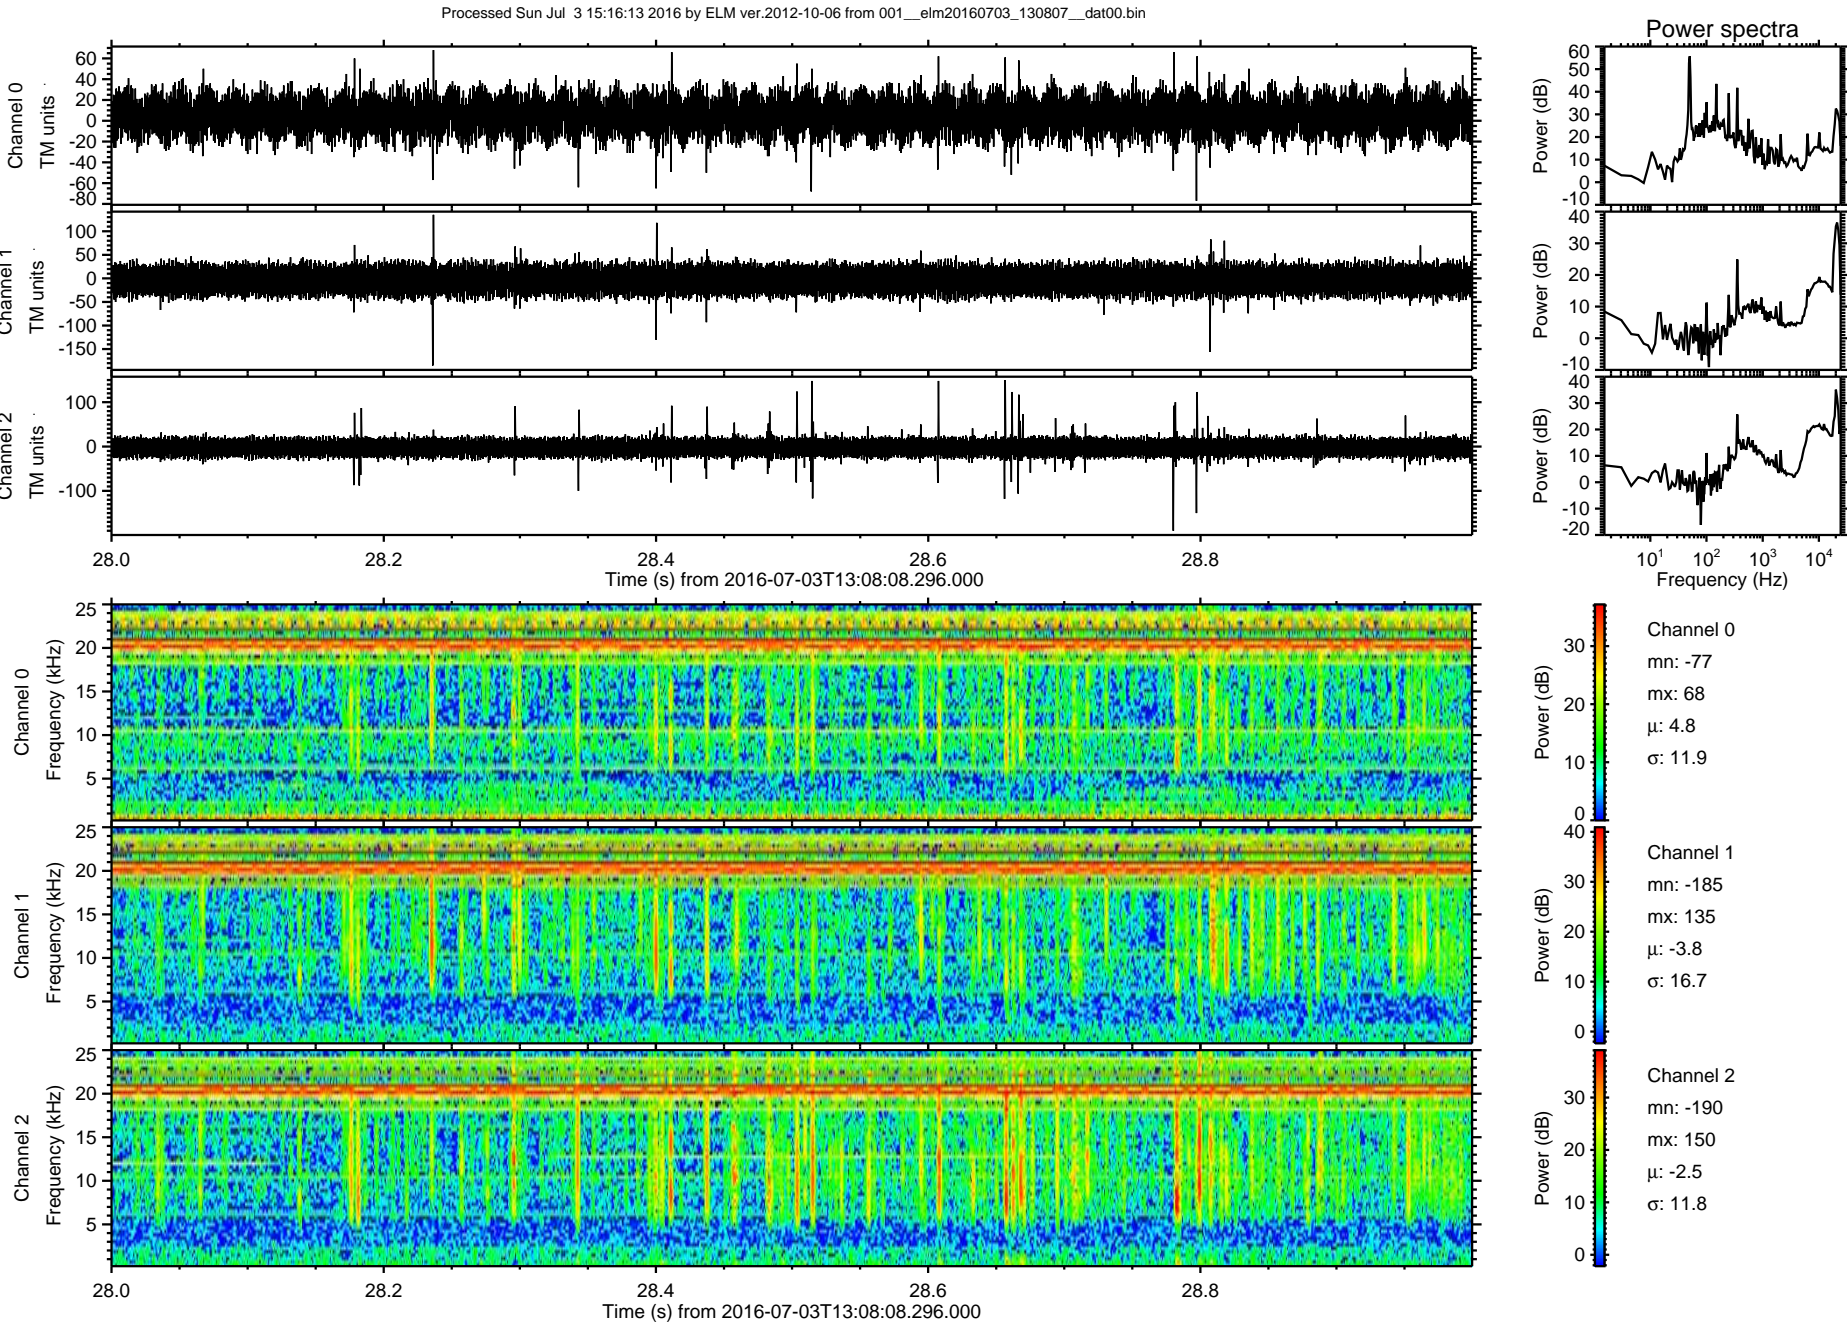 Processed Sun Jul 3 15:16:13 2016 by ELM ver.2012-10-06 from 001__elm20160703_130807__dat00.bin
Power spectra
Channel 0
TM units
60
40
20
0
-20
-40
-60
-80
Power (dB)
60
50
40
30
20
10
0
-10
Channel 1
TM units
100
50
0
-50
-100
-150
Power (dB)
40
30
20
10
0
-10
Channel 2
TM units
100
0
-100
Power (dB)
40
30
20
10
0
-10
-20
28.0 28.2 28.4 28.6 28.8
Time (s) from 2016-07-03T13:08:08.296.000
10^1 10^2 10^3 10^4
Frequency (Hz)
Channel 0
Frequency (kHz)
25
20
15
10
5
Power (dB)
30
20
10
0
Channel 0
mn: -77
mx: 68
μ: 4.8
σ: 11.9
Channel 1
Frequency (kHz)
25
20
15
10
5
Power (dB)
40
30
20
10
0
Channel 1
mn: -185
mx: 135
μ: -3.8
σ: 16.7
Channel 2
Frequency (kHz)
25
20
15
10
5
Power (dB)
30
20
10
0
Channel 2
mn: -190
mx: 150
μ: -2.5
σ: 11.8
28.0 28.2 28.4 28.6 28.8
Time (s) from 2016-07-03T13:08:08.296.000